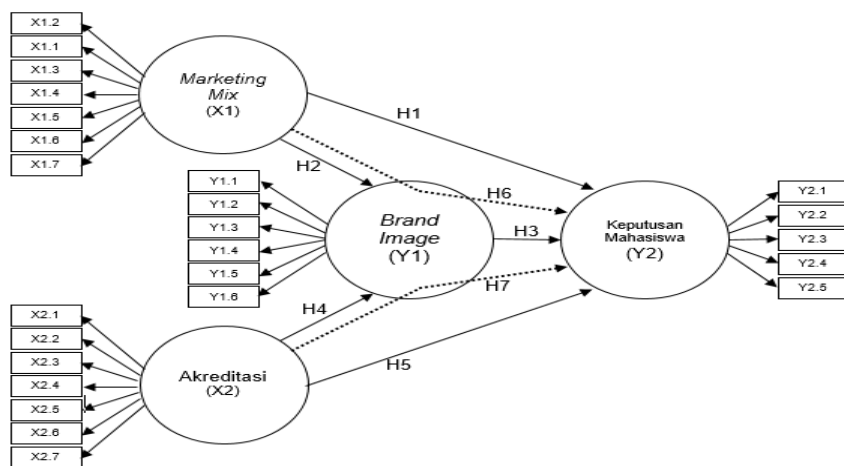 X1.2
X1.1
X1.3
X1.4
X1.5
X1.6
X1.7
Marketing
Mix
(X1)
H1
H2
H6
Y1.1
Y1.2
Y1.3
Y1.4
Y1.5
Y1.6
Brand
Image
(Y1)
H3
Keputusan
Mahasiswa
(Y2)
Y2.1
Y2.2
Y2.3
Y2.4
Y2.5
H7
H4
H5
X2.1
X2.2
X2.3
X2.4
X2.5
X2.6
X2.7
Akreditasi
(X2)